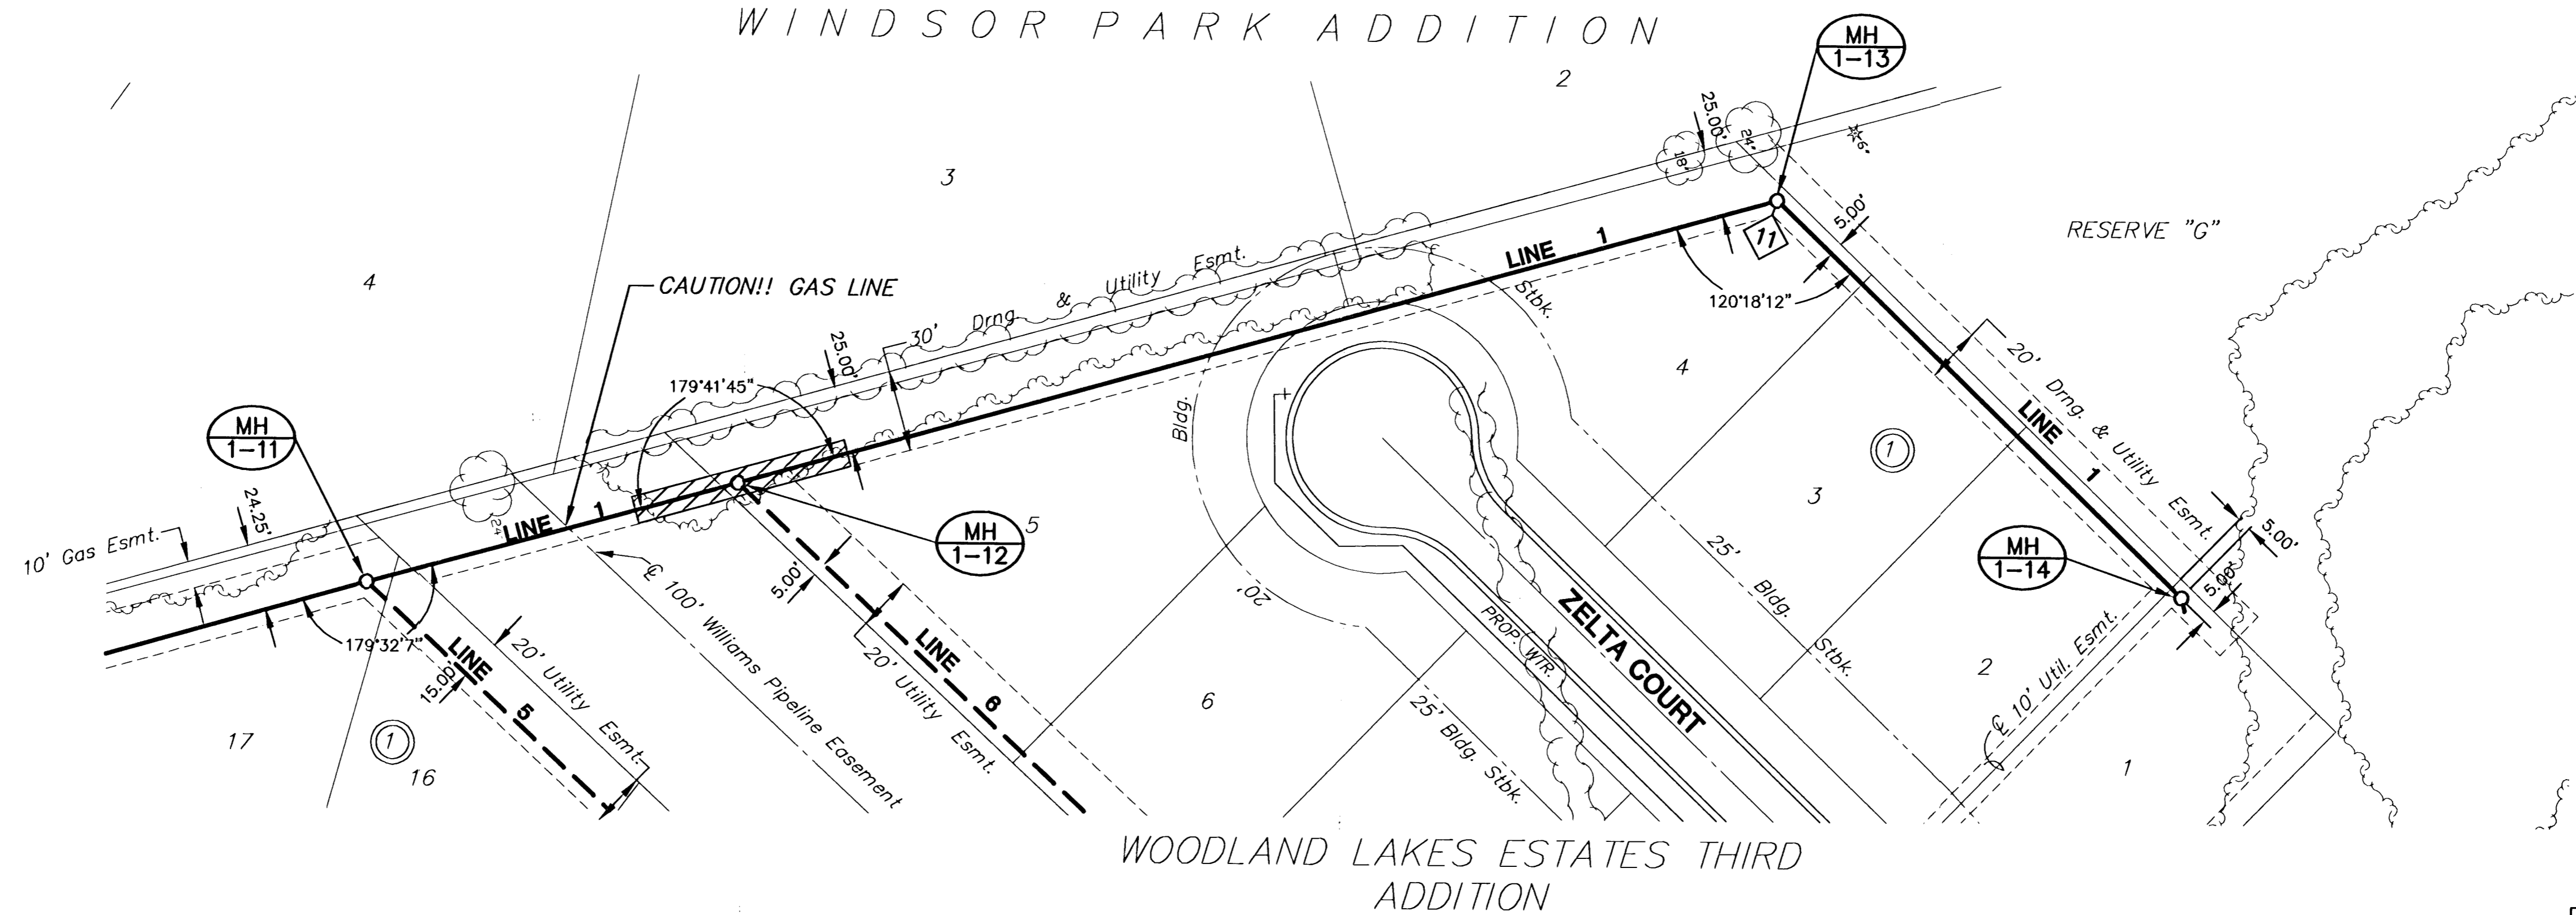 WINDSOR PARK ADDITION
MH
1-13
2
25.00'
24"
18"
6"
3
5.00'
RESERVE "G"
LINE 1
11
4
CAUTION!! GAS LINE
30' Drng. & Utility Esmt.
Stbk.
120°18'12"
25.00'
179°41'45"
Bldg.
4
20' Drng. & Utility Esmt.
LINE 1
MH
1-11
24.25'
24"
LINE 1
10' Gas Esmt.
1
3
5.00'
5.00'
MH
1-14
5
MH
1-12
5.00'
℄ 100' Williams Pipeline Easement
179°32'7"
LINE 5
15.00'
20' Utility Esmt.
LINE 6
20' Utility Esmt.
20'
25' Bldg. Stbk.
PROP. WTR.
ZELTA COURT
25' Bldg. Stbk.
2
℄ 10' Util. Esmt.
6
17
1
16
1
WOODLAND LAKES ESTATES THIRD
ADDITION